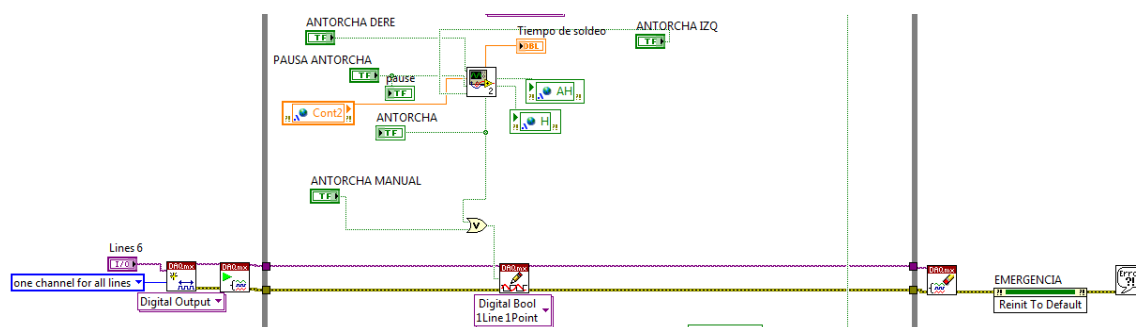 ANTORCHA DERE
TF
Tiempo de soldeo
DBL
ANTORCHA IZQ
TF
PAUSA ANTORCHA
TF
pause
TF
2
AH
Cont2
H
ANTORCHA
TF
ANTORCHA MANUAL
TF
V
Lines 6
I/O
one channel for all lines
DAQmx
DAQmx
Digital Output
DAQmx
Digital Bool
1Line 1Point
DAQmx
EMERGENCIA
Reinit To Default
?!